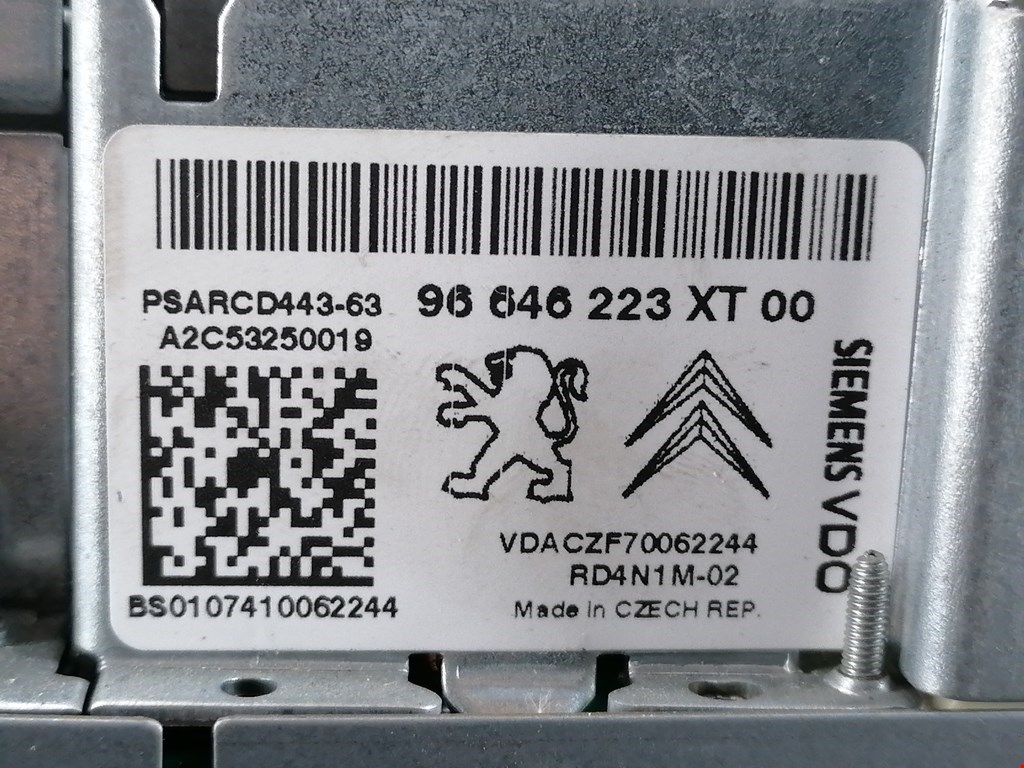 PSARCD443-63
A2C53250019
96 646 223 XT 00
SIEMENS VDO
VDACZF70062244
RD4N1M-02
Made in CZECH REP.
BS0107410062244